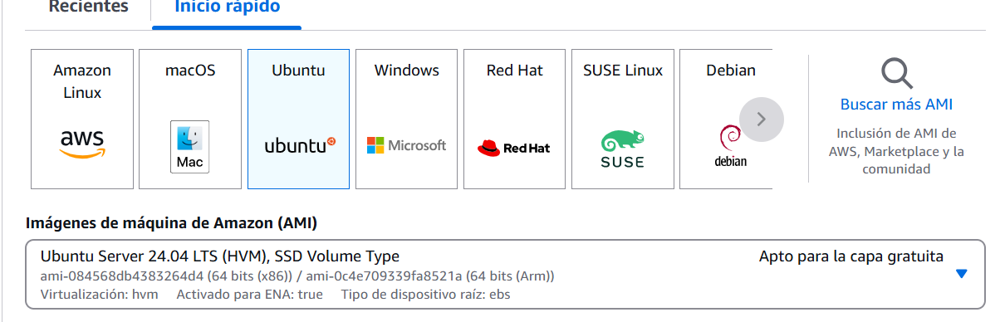 Recientes
Inicio rápido
Amazon Linux
aws
macOS
Mac
Ubuntu
ubuntu
Windows
Microsoft
Red Hat
Red Hat
SUSE Linux
SUSE
Debian
debian
Buscar más AMI
Inclusión de AMI de
AWS, Marketplace y la
comunidad
Imágenes de máquina de Amazon (AMI)
Ubuntu Server 24.04 LTS (HVM), SSD Volume Type
Apto para la capa gratuita
ami-084568db4383264d4 (64 bits (x86)) / ami-0c4e709339fa8521a (64 bits (Arm))
Virtualización: hvm Activado para ENA: true Tipo de dispositivo raíz: ebs